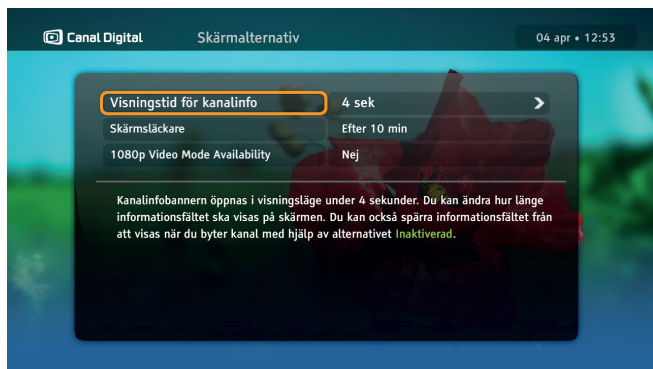 Canal Digital Skärmalternativ 04 apr • 12:53
Visningstid för kanalinfo 4 sek
Skärmsläckare Efter 10 min
1080p Video Mode Availability Nej
Kanalinfobannern öppnas i visningsläge under 4 sekunder. Du kan ändra hur länge
informationsfältet ska visas på skärmen. Du kan också spärra informationsfältet från
att visas när du byter kanal med hjälp av alternativet Inaktiverad.